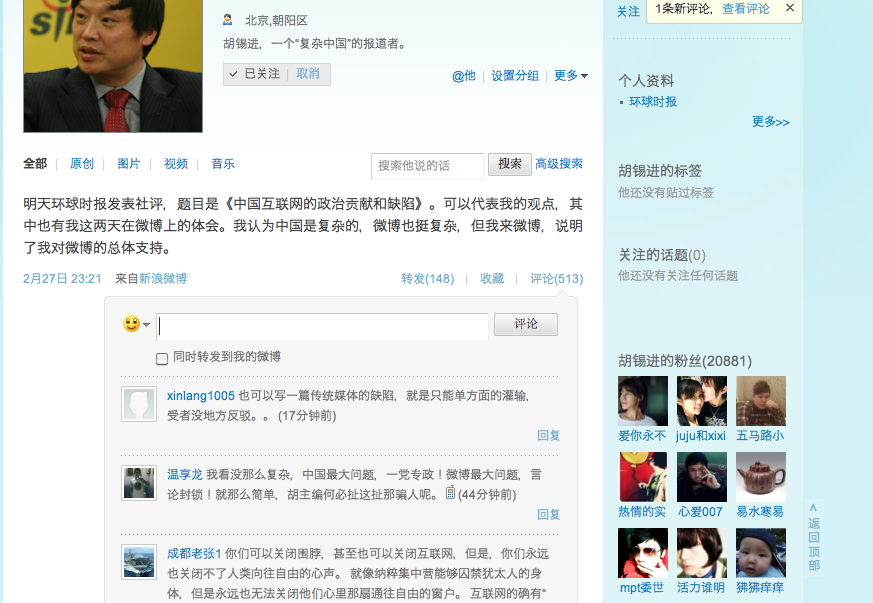 sin
北京,朝阳区
胡锡进，一个“复杂中国”的报道者。
已关注 | 取消
@他 | 设置分组 | 更多
全部 | 原创 | 图片 | 视频 | 音乐
搜索他说的话 搜索 高级搜索
明天环球时报发表社评，题目是《中国互联网的政治贡献和缺陷》。可以代表我的观点，其
中也有我这两天在微博上的体会。我认为中国是复杂的，微博也挺复杂，但我来微博，说明
了我对微博的总体支持。
2月27日 23:21 来自新浪微博 转发(148) | 收藏 | 评论(513)
评论
同时转发到我的微博
xinlang1005 也可以写一篇传统媒体的缺陷，就是只能单方面的灌输，
受者没地方反驳。。 (17分钟前)
回复
温享龙 我看没那么复杂，中国最大问题，一党专政！微博最大问题，言
论封锁！就那么简单，胡主编何必扯这扯那骗人呢。 (44分钟前)
回复
成都老张1 你们可以关闭围脖，甚至也可以关闭互联网，但是，你们永远
也关闭不了人类向往自由的心声。 就像纳粹集中营能够囚禁犹太人的身
体，但是永远也无法关闭他们心里那扇通往自由的窗户。 互联网的确有“
关注
1条新评论，查看评论 ×
个人资料
环球时报
更多>>
胡锡进的标签
他还没有贴过标签
关注的话题(0)
他还没有关注任何话题
胡锡进的粉丝(20881)
爱你永不 juju和xixi 五马路小
热情的实 心爱007 易水寒易
mpt委世 活力谁明 狒狒痒痒
返
回
顶
部